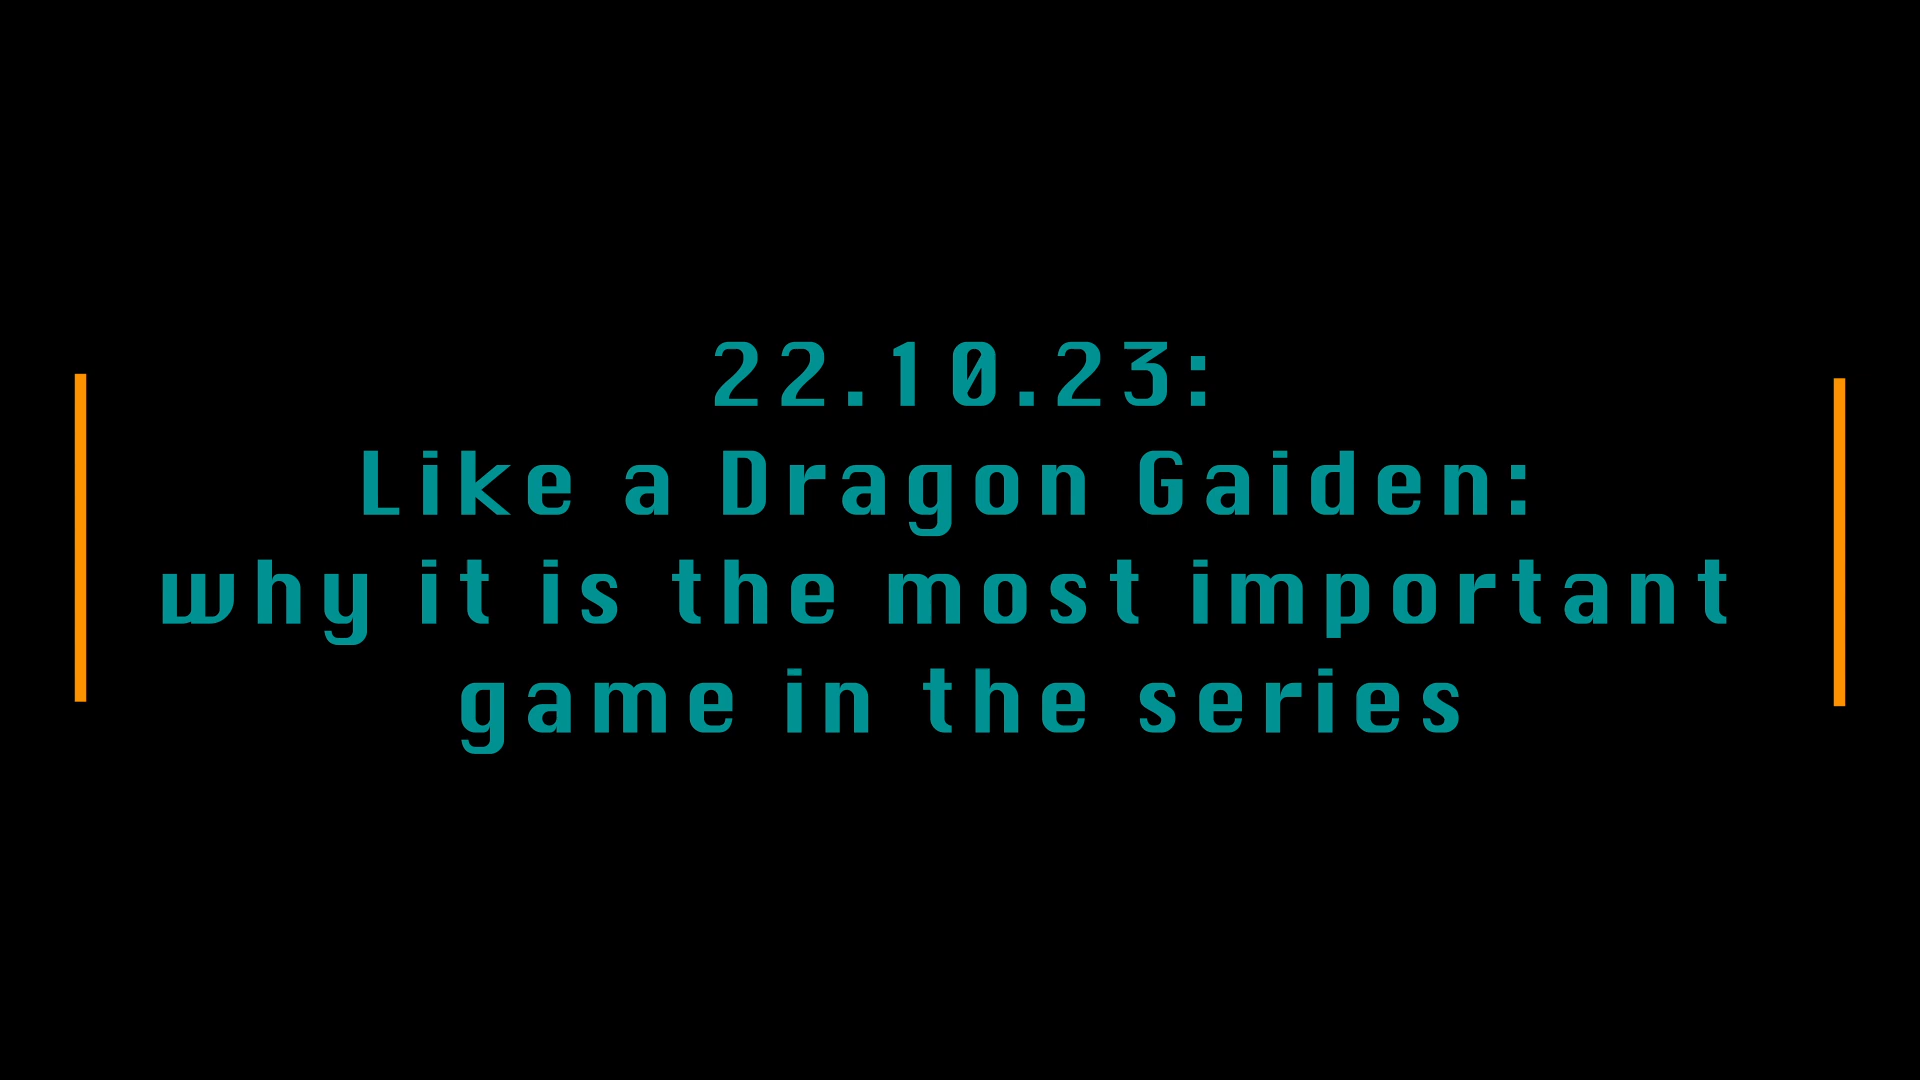 22.10.23:
Like a Dragon Gaiden:
why it is the most important
game in the series